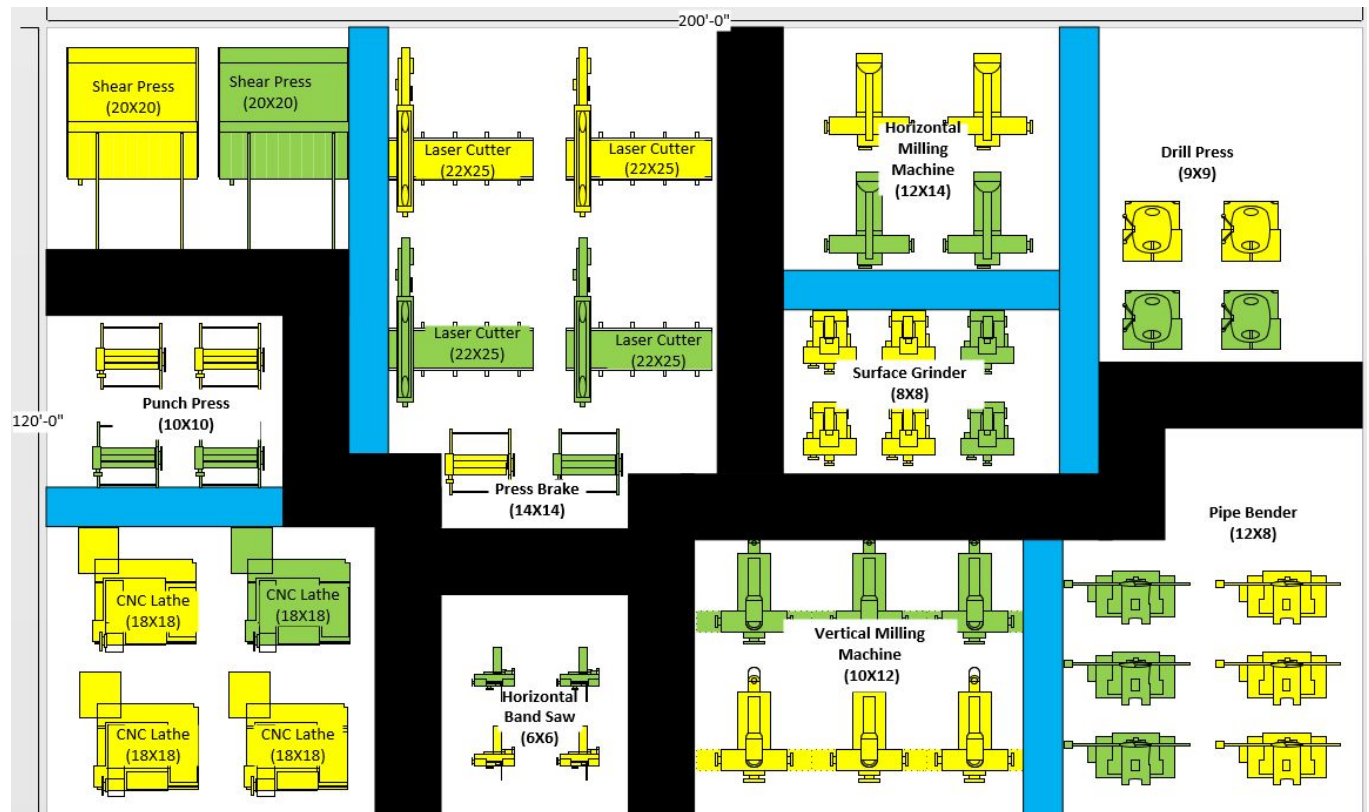 200'-0"
120'-0"
Shear Press
(20X20)
Shear Press
(20X20)
Laser Cutter
(22X25)
Laser Cutter
(22X25)
Horizontal
Milling
Machine
(12X14)
Drill Press
(9X9)
Laser Cutter
(22X25)
Laser Cutter
(22X25)
Punch Press
(10X10)
Surface Grinder
(8X8)
Press Brake
(14X14)
Pipe Bender
(12X8)
CNC Lathe
(18X18)
CNC Lathe
(18X18)
Vertical Milling
Machine
(10X12)
Horizontal
Band Saw
(6X6)
CNC Lathe
(18X18)
CNC Lathe
(18X18)